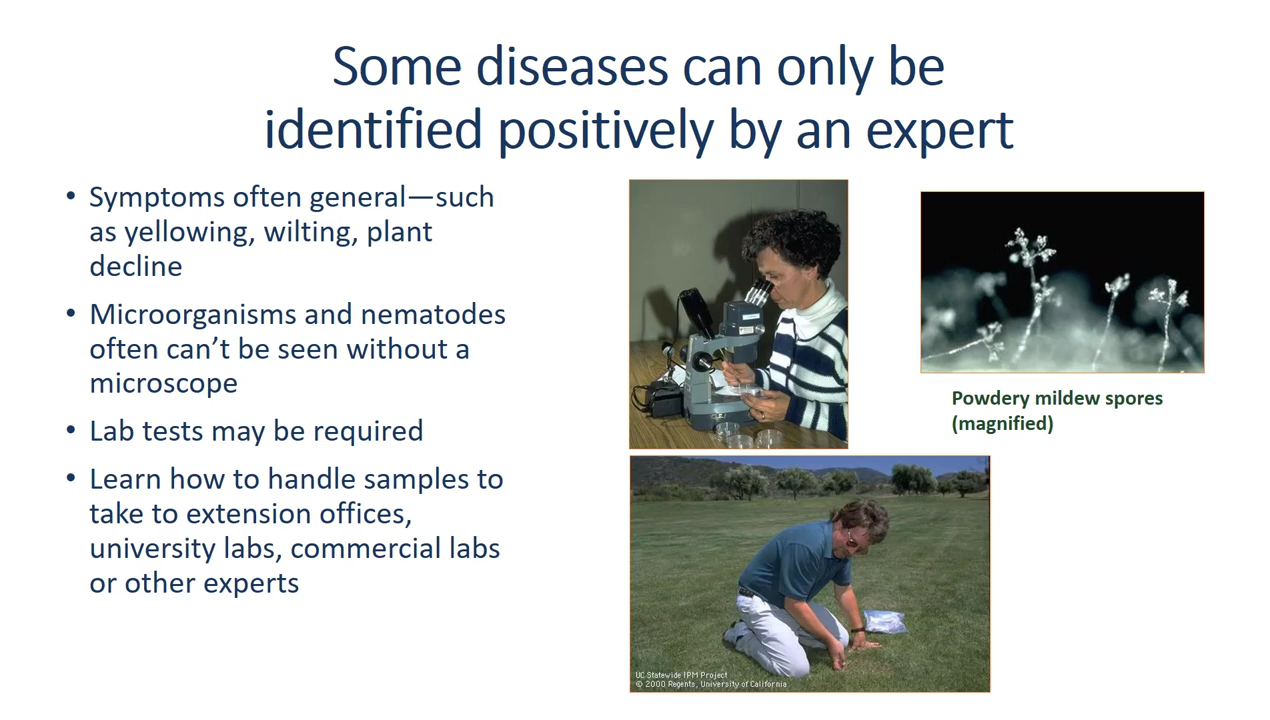 Some diseases can only be
identified positively by an expert
• Symptoms often general—such
as yellowing, wilting, plant
decline
• Microorganisms and nematodes
often can’t be seen without a
microscope
• Lab tests may be required
• Learn how to handle samples to
take to extension offices,
university labs, commercial labs
or other experts
Powdery mildew spores
(magnified)
UC Statewide IPM Project
© 2000 Regents, University of California